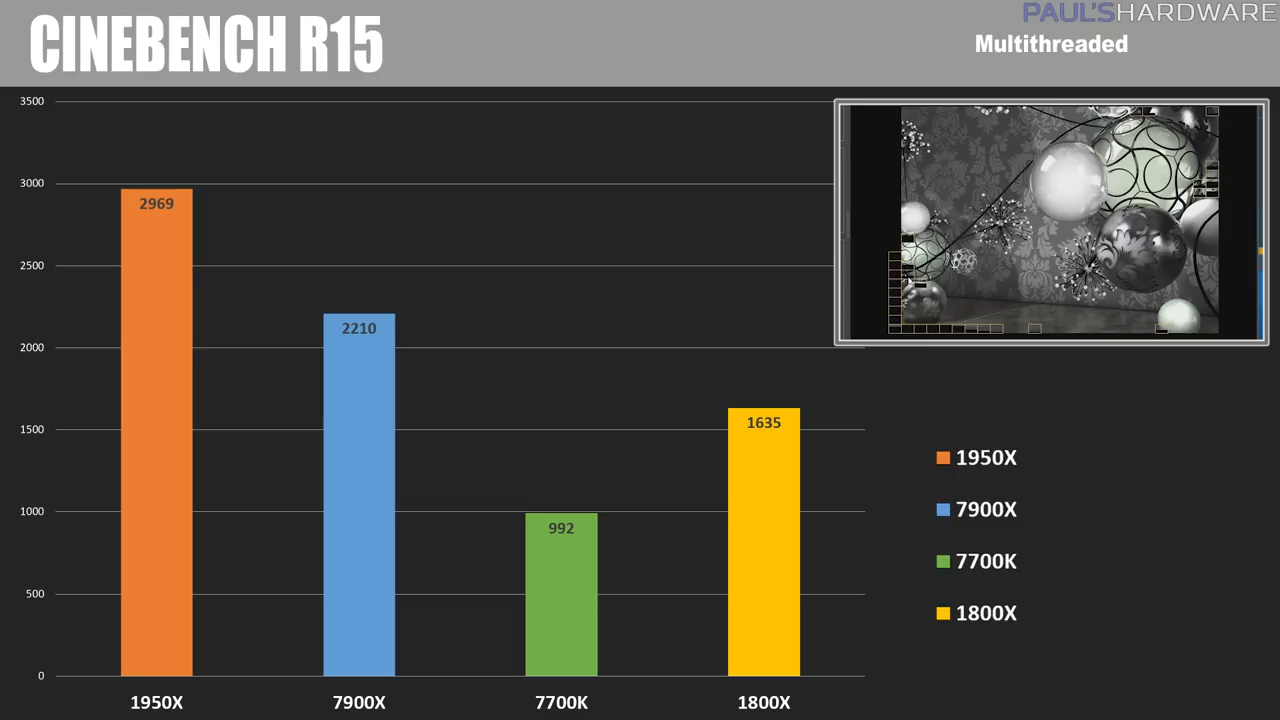 CINEBENCH R15
PAUL'SHARDWARE
Multithreaded
3500
3000
2500
2000
1500
1000
500
0
2969
2210
992
1635
1950X
7900X
7700K
1800X
1950X
7900X
7700K
1800X